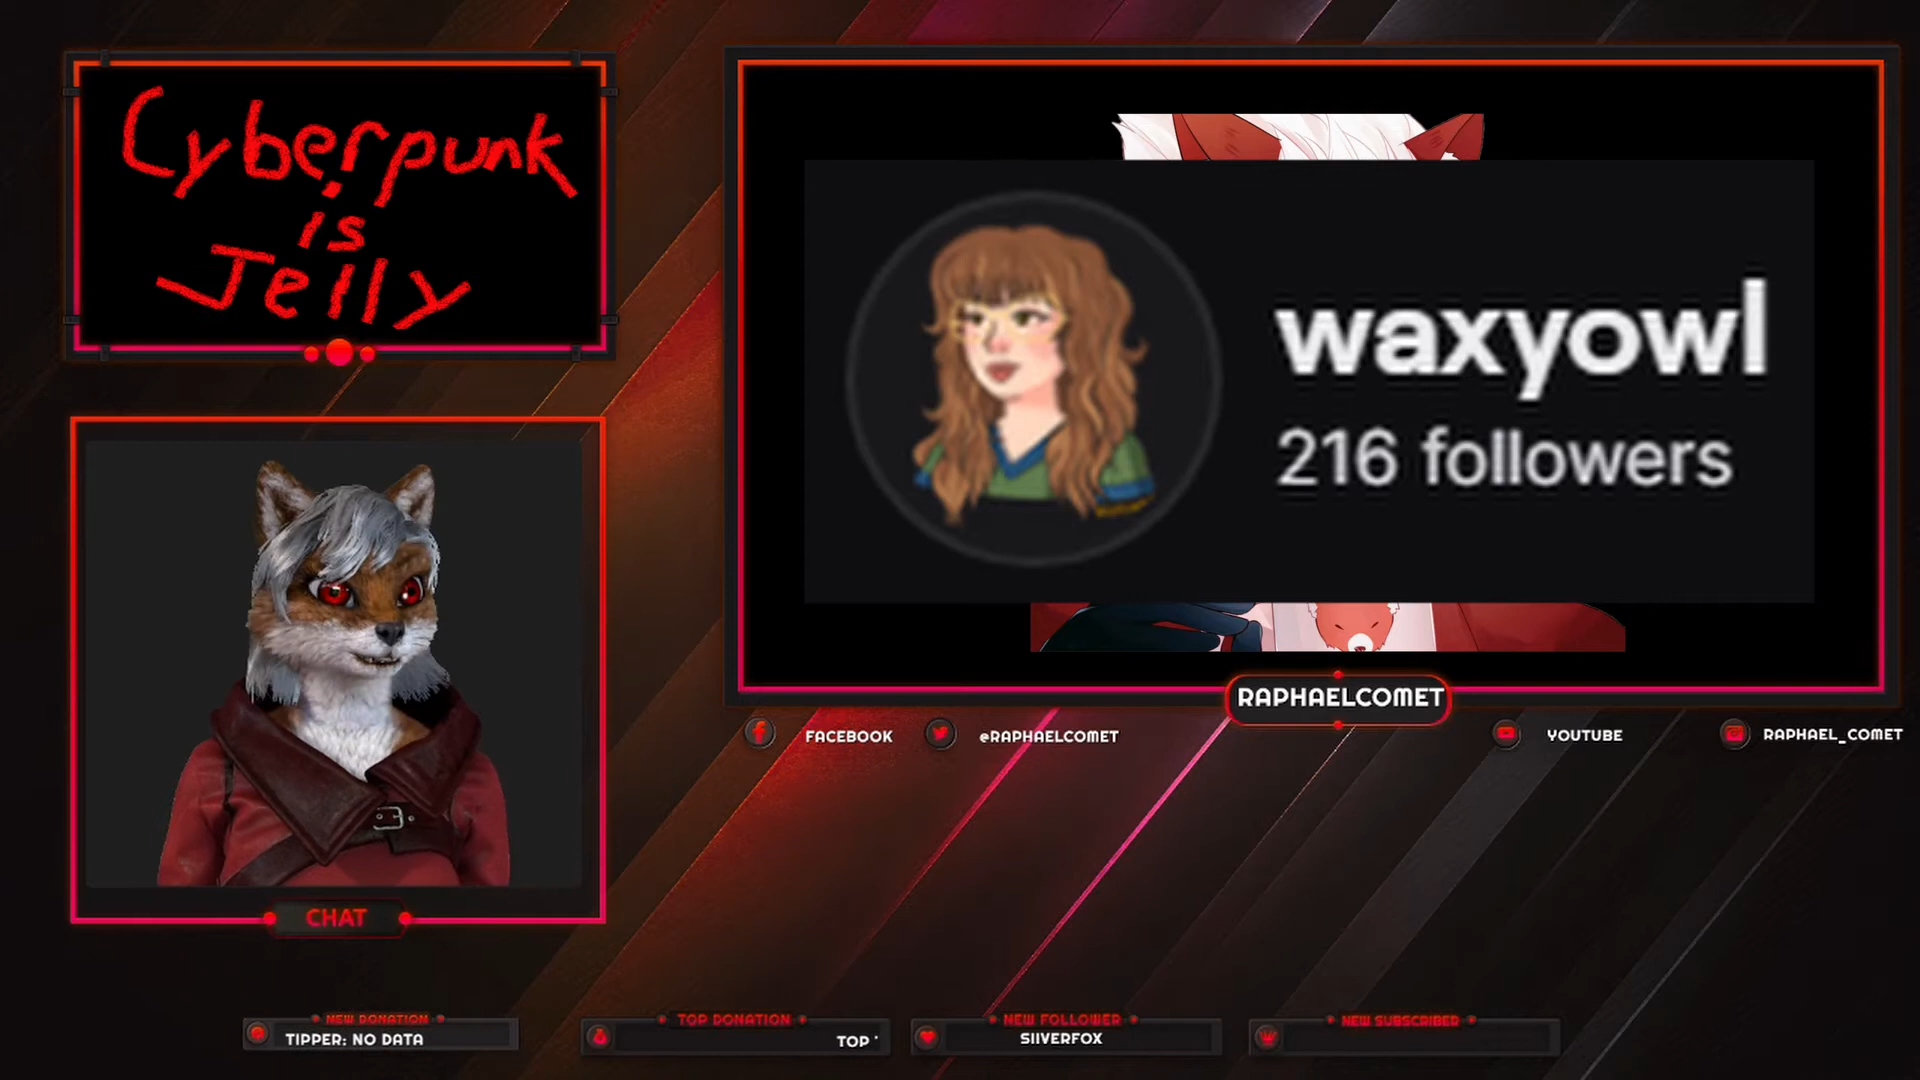 Cyberpunk
is
Jelly
waxyowl
216 followers
RAPHAELCOMET
FACEBOOK
@RAPHAELCOMET
YOUTUBE
RAPHAEL_COMET
CHAT
NEW DONATION
TIPPER: NO DATA
TOP DONATION
TOP
NEW FOLLOWER
SIIVERFOX
NEW SUBSCRIBER